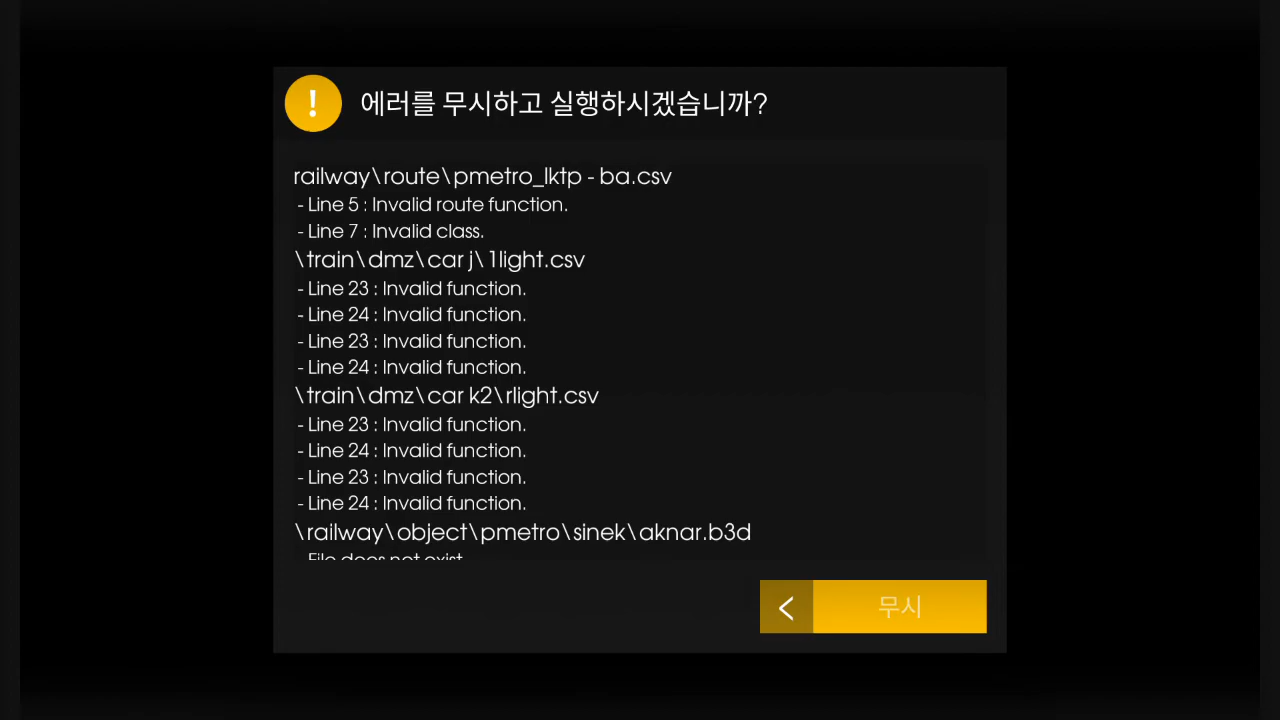 !
에러를 무시하고 실행하시겠습니까?
railway\route\pmetro_lktp - ba.csv
- Line 5 : Invalid route function.
- Line 7 : Invalid class.
\train\dmz\car j\1light.csv
- Line 23 : Invalid function.
- Line 24 : Invalid function.
- Line 23 : Invalid function.
- Line 24 : Invalid function.
\train\dmz\car k2\rlight.csv
- Line 23 : Invalid function.
- Line 24 : Invalid function.
- Line 23 : Invalid function.
- Line 24 : Invalid function.
\railway\object\pmetro\sinek\aknar.b3d
File does not exist
< 무시